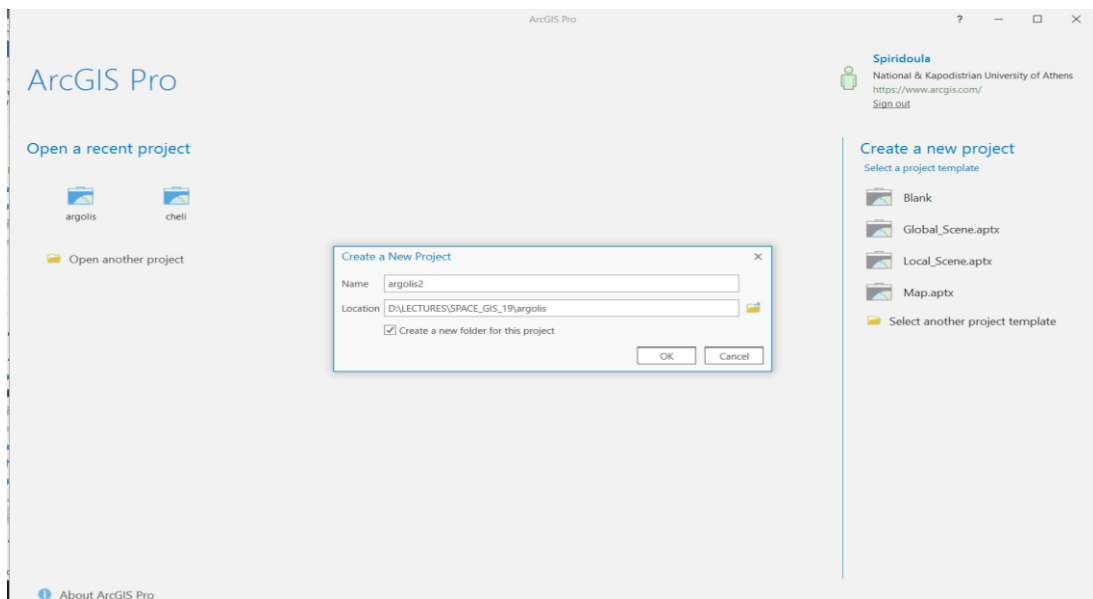 ArcGIS Pro
?
ArcGIS Pro
Spiridoula
National & Kapodistrian University of Athens
https://www.arcgis.com/
Sign out
Open a recent project
argolis
cheli
Open another project
Create a new project
Select a project template
Blank
Global_Scene.aptx
Local_Scene.aptx
Map.aptx
Select another project template
Create a New Project
Name argolis2
Location D:\LECTURES\SPACE_GIS_19\argolis
Create a new folder for this project
OK Cancel
About ArcGIS Pro